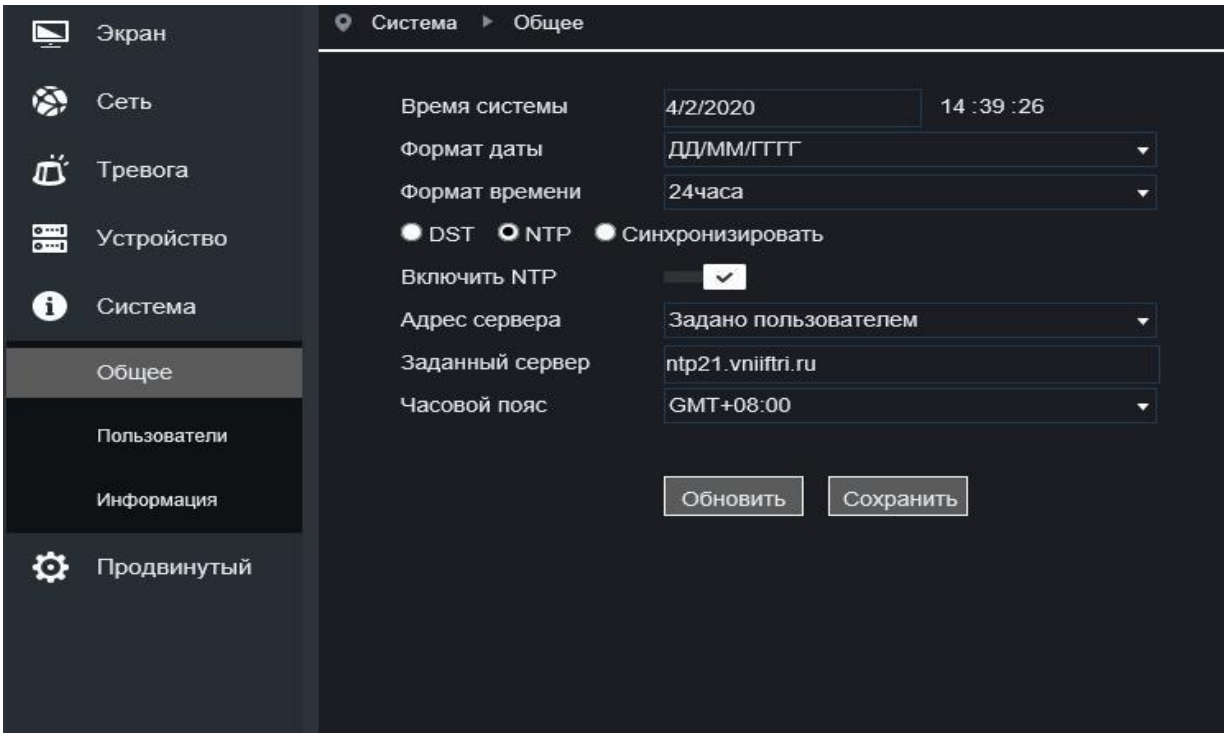 Экран
Сеть
Тревога
Устройство
Система
Общее
Пользователи
Информация
Продвинутый
Система Общее
Время системы 4/2/2020 14 :39 :26
Формат даты ДД/ММ/ГГГГ
Формат времени 24часа
DST NTP Синхронизировать
Включить NTP
Адрес сервера Задано пользователем
Заданный сервер ntp21.vniiftri.ru
Часовой пояс GMT+08:00
Обновить Сохранить